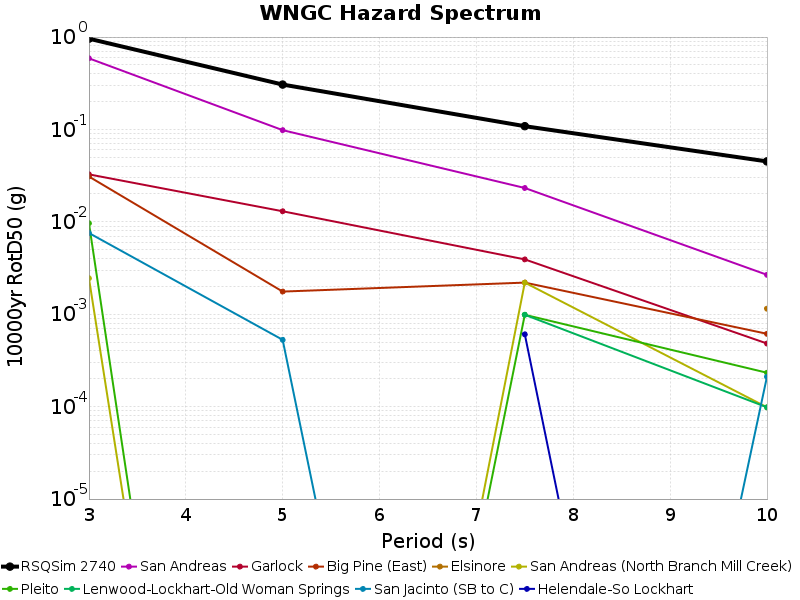 WNGC Hazard Spectrum
10000yr RotD50 (g)
10^0
10^-1
10^-2
10^-3
10^-4
10^-5
3 4 5 6 7 8 9 10
Period (s)
RSQSim 2740 San Andreas Garlock Big Pine (East) Elsinore San Andreas (North Branch Mill Creek)
Pleito Lenwood-Lockhart-Old Woman Springs San Jacinto (SB to C) Helendale-So Lockhart